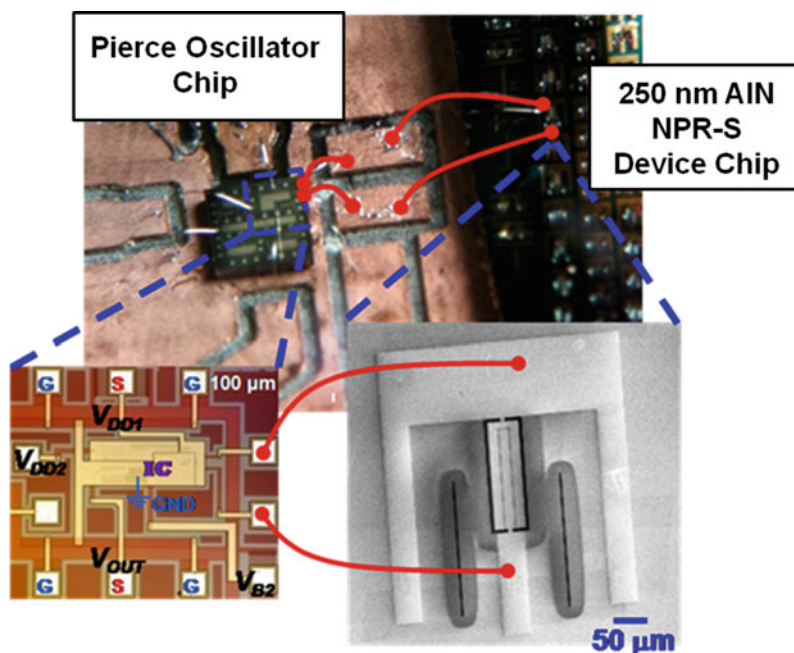 Pierce Oscillator
Chip
250 nm AlN
NPR-S
Device Chip
G
S
G
100 µm
VDD1
VDD2
IC
GND
VOUT
VB2
G
S
G
50 µm